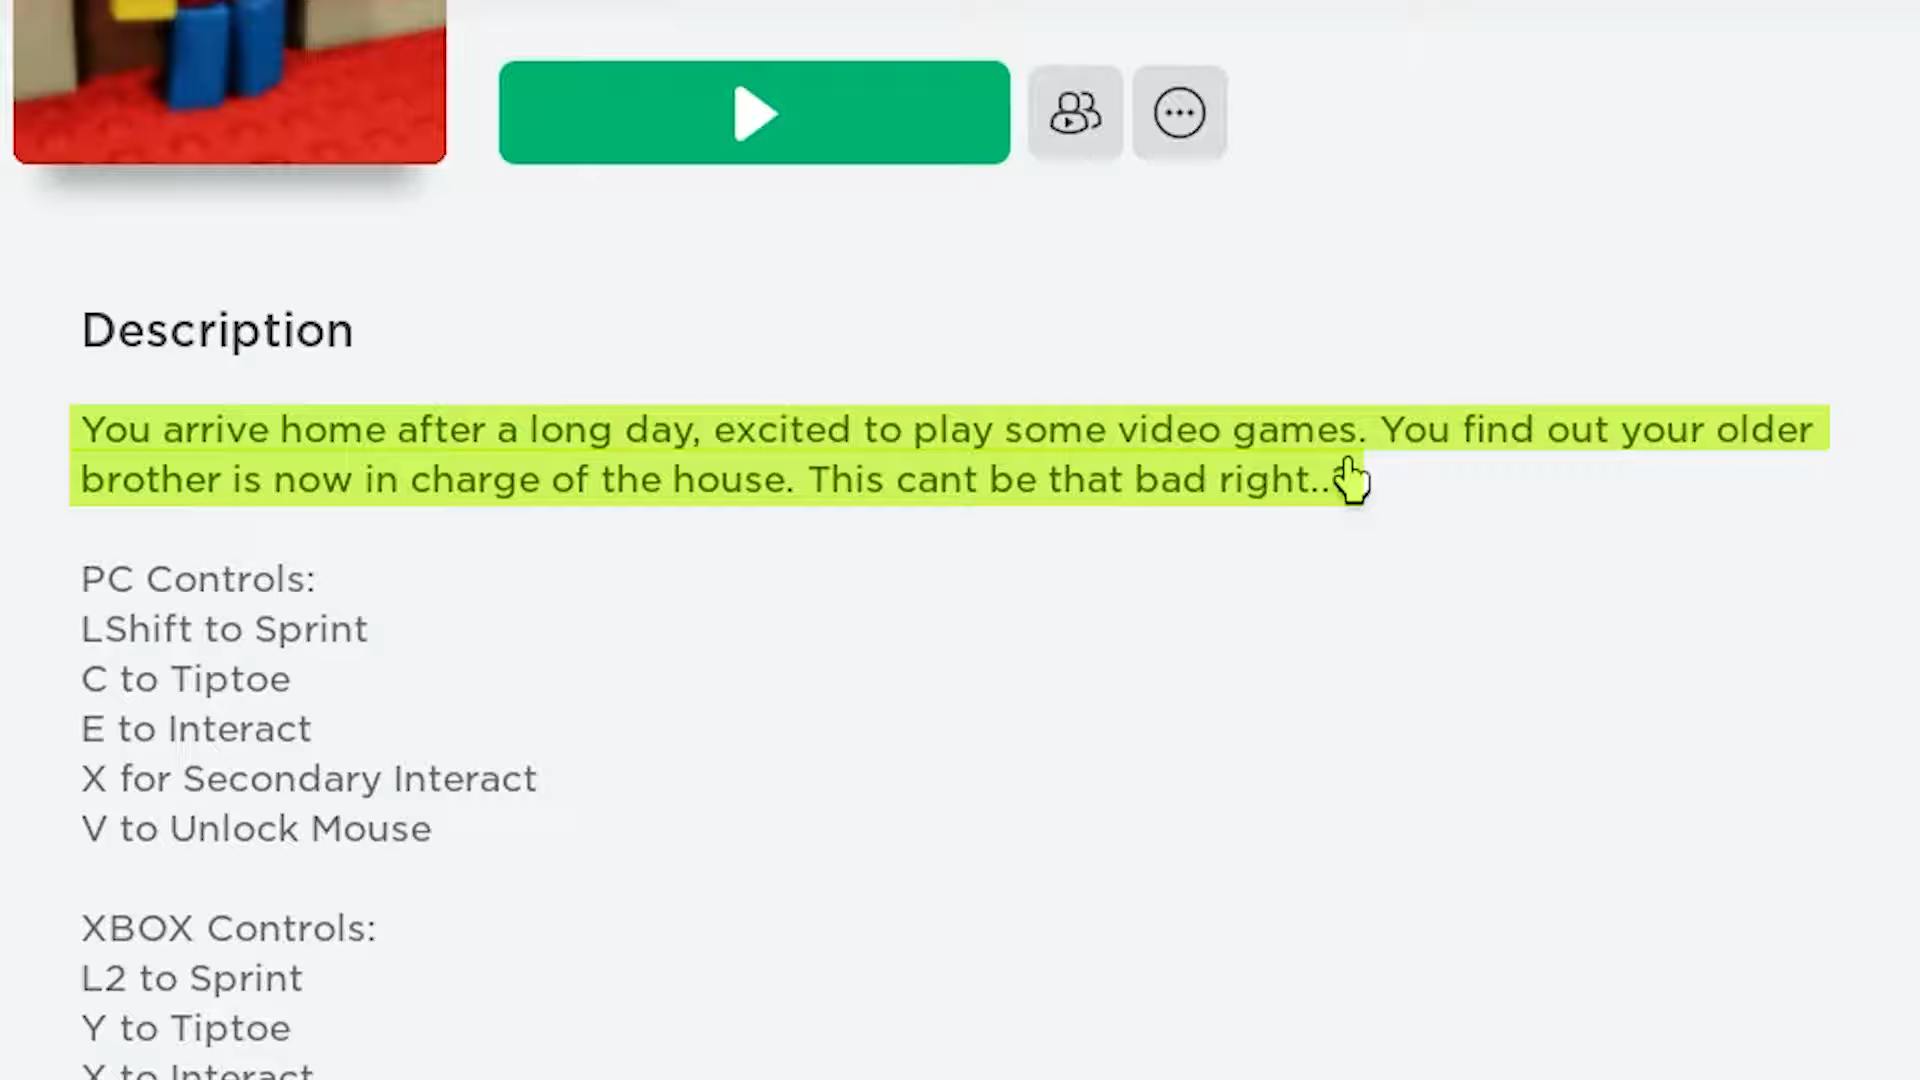 Description
You arrive home after a long day, excited to play some video games. You find out your older
brother is now in charge of the house. This cant be that bad right..
PC Controls:
LShift to Sprint
C to Tiptoe
E to Interact
X for Secondary Interact
V to Unlock Mouse
XBOX Controls:
L2 to Sprint
Y to Tiptoe
X to Interact